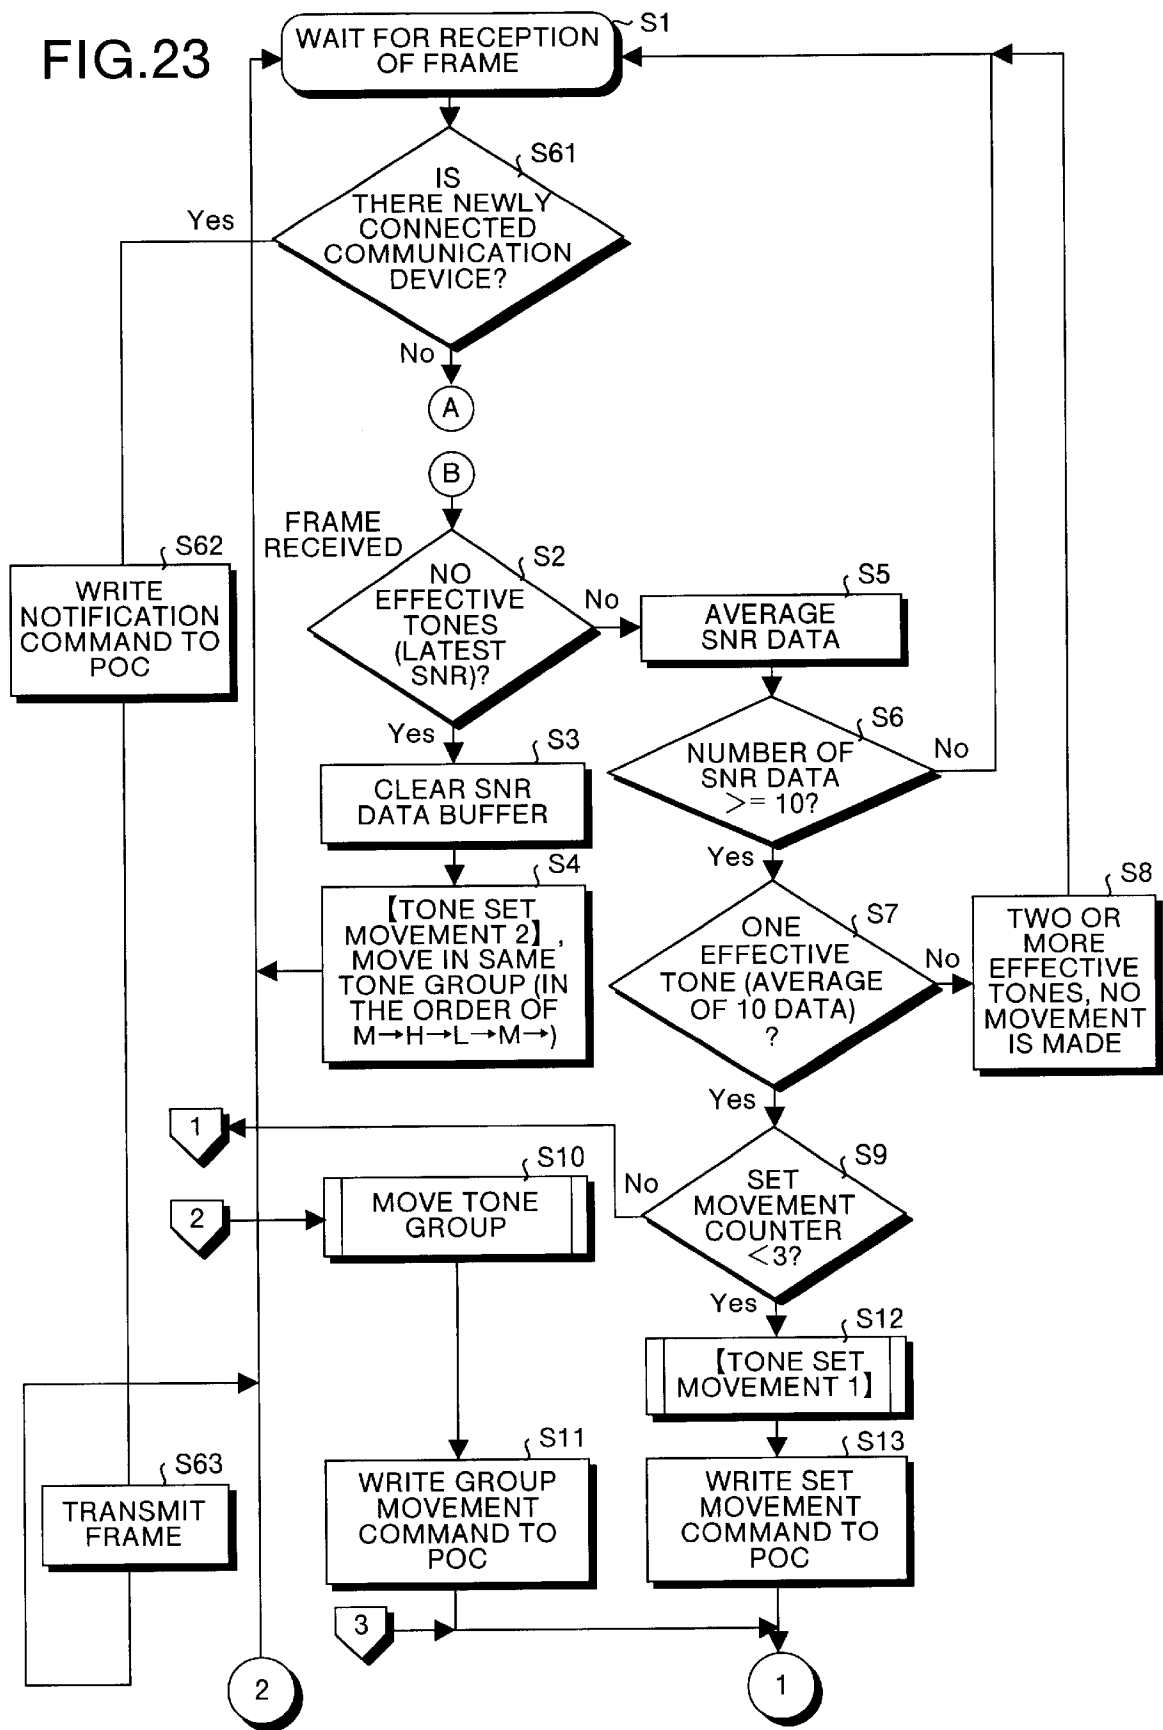 FIG.23
WAIT FOR RECEPTION
OF FRAME
S1
S61
IS
THERE NEWLY
CONNECTED
COMMUNICATION
DEVICE?
Yes
No
A
B
FRAME
RECEIVED
S62
WRITE
NOTIFICATION
COMMAND TO
POC
S2
NO
EFFECTIVE
TONES
(LATEST
SNR)?
No
Yes
S5
AVERAGE
SNR DATA
S6
NUMBER OF
SNR DATA
>= 10?
No
Yes
S3
CLEAR SNR
DATA BUFFER
S4
【TONE SET
MOVEMENT 2】,
MOVE IN SAME
TONE GROUP (IN
THE ORDER OF
M→H→L→M→)
S7
ONE
EFFECTIVE
TONE (AVERAGE
OF 10 DATA)
?
No
Yes
S8
TWO OR
MORE
EFFECTIVE
TONES, NO
MOVEMENT
IS MADE
1
S9
SET
MOVEMENT
COUNTER
<3?
No
Yes
2
S10
MOVE TONE
GROUP
S12
【TONE SET
MOVEMENT 1】
S11
WRITE GROUP
MOVEMENT
COMMAND TO
POC
S13
WRITE SET
MOVEMENT
COMMAND TO
POC
S63
TRANSMIT
FRAME
3
2
1